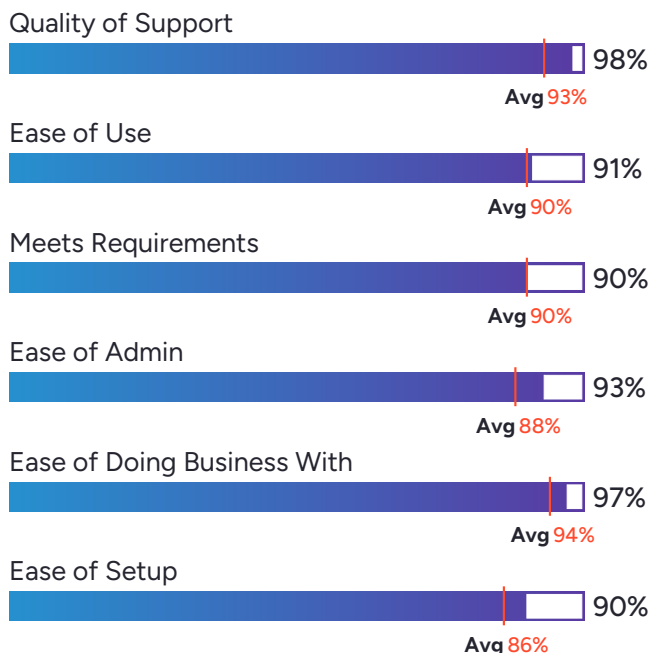 Quality of Support
98%
Avg 93%
Ease of Use
91%
Avg 90%
Meets Requirements
90%
Avg 90%
Ease of Admin
93%
Avg 88%
Ease of Doing Business With
97%
Avg 94%
Ease of Setup
90%
Avg 86%